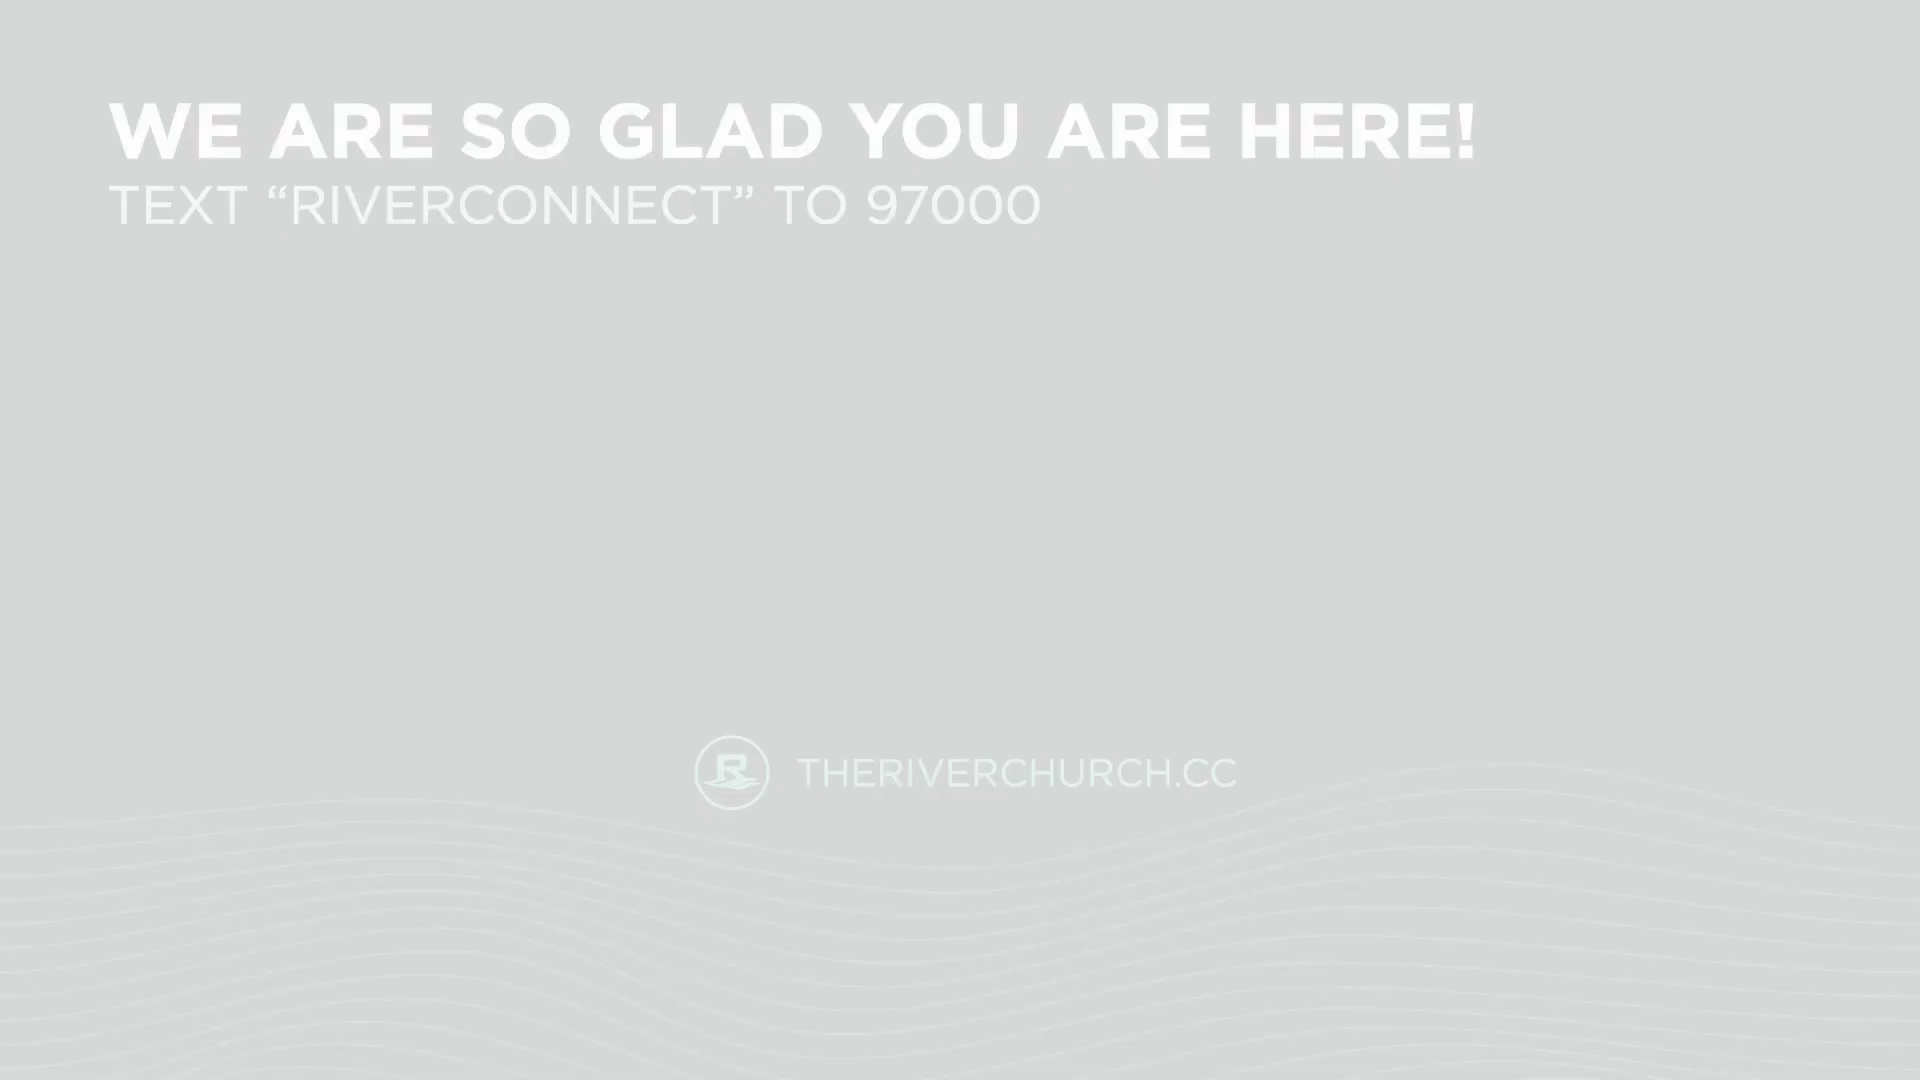 WE ARE SO GLAD YOU ARE HERE!
TEXT “RIVERCONNECT” TO 97000
R THERIVERCHURCH.CC